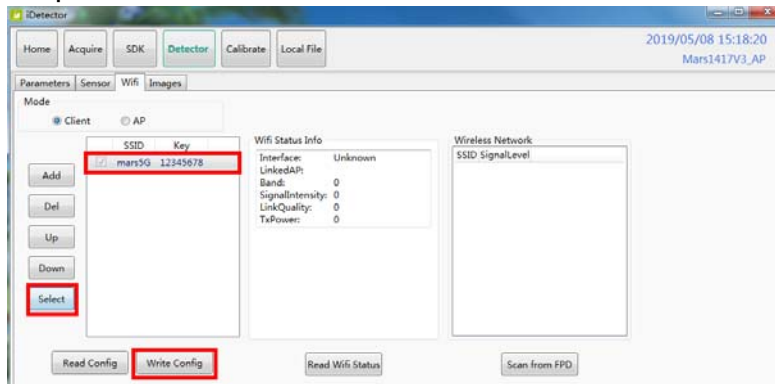 iDetector
Home Acquire SDK Detector Calibrate Local File
2019/05/08 15:18:20
Mars1417V3_AP
Parameters Sensor Wifi Images
Mode
Client AP
SSID Key
mars5G 12345678
Add
Del
Up
Down
Select
Wifi Status Info
Interface: Unknown
LinkedAP:
Band: 0
SignalIntensity: 0
LinkQuality: 0
TxPower: 0
Wireless Network
SSID SignalLevel
Read Config Write Config Read Wifi Status Scan from FPD